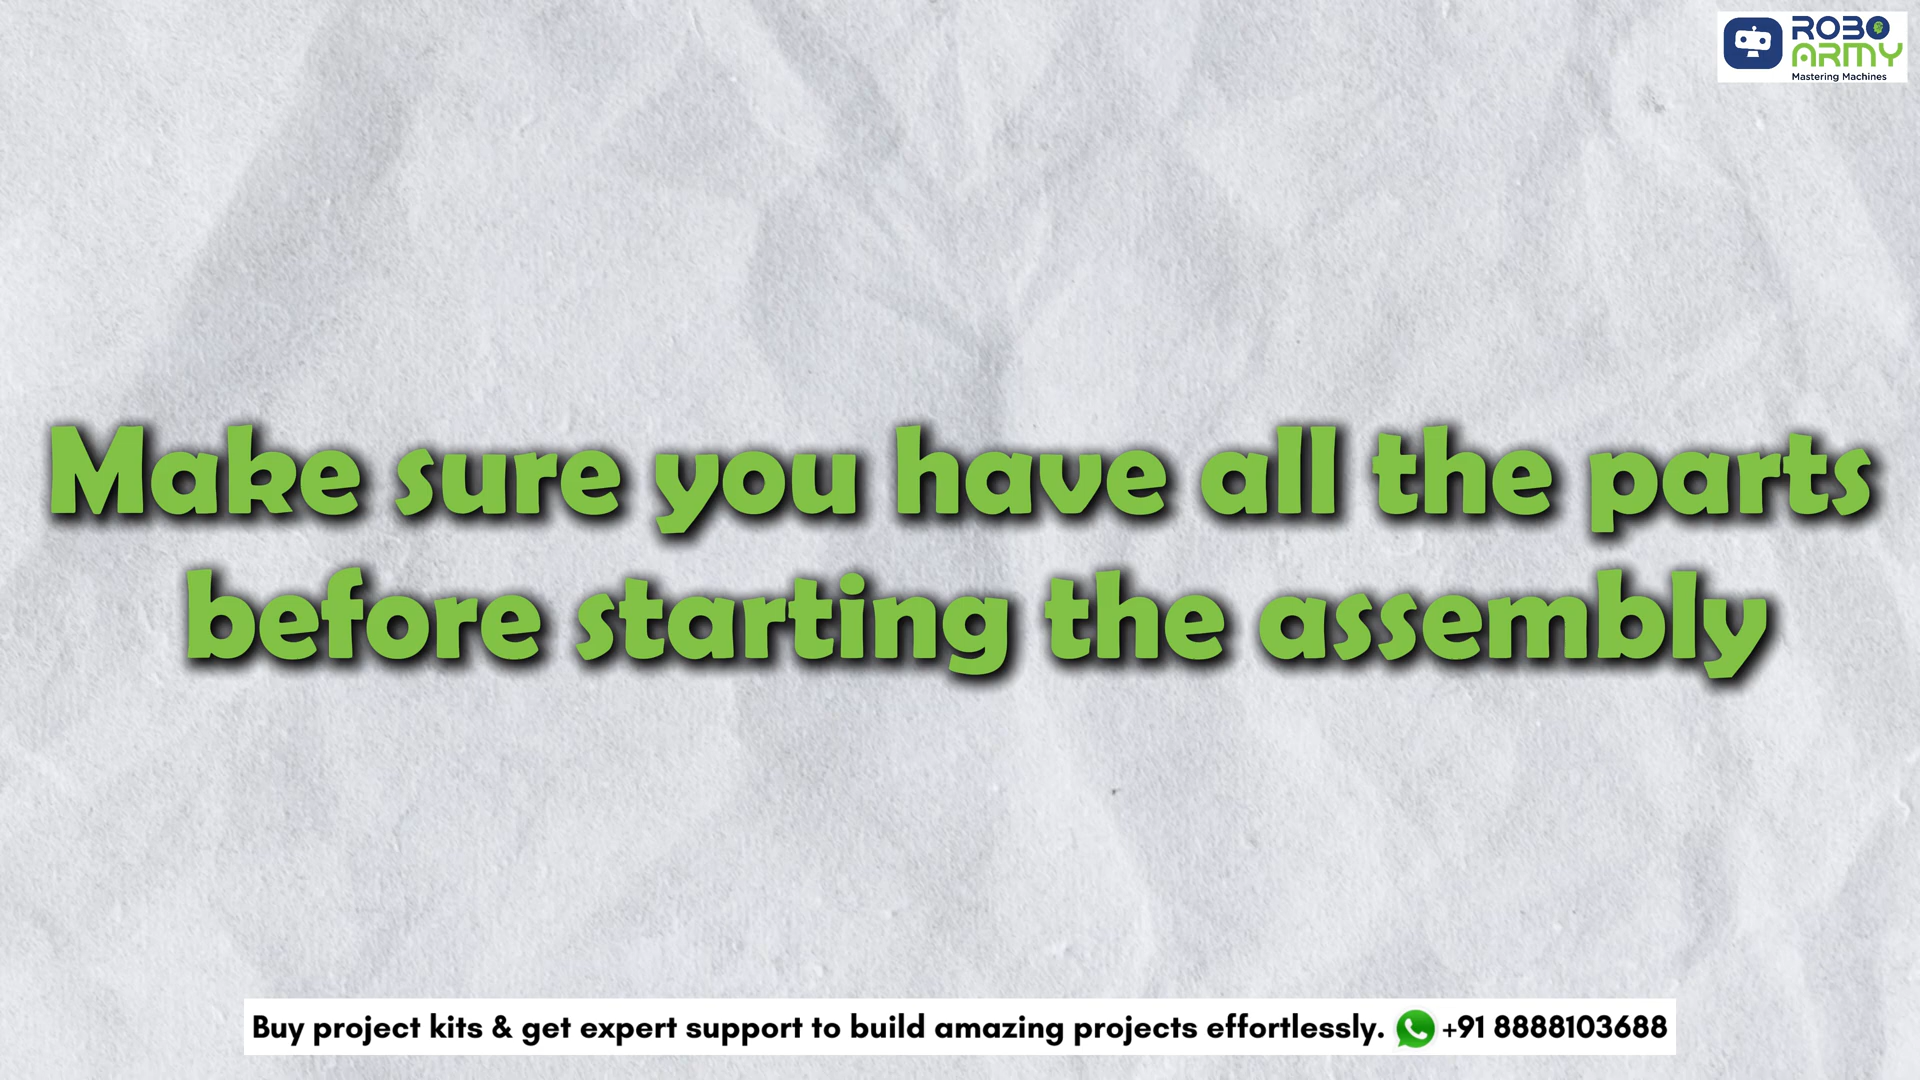 ROBO
ARMY
Mastering Machines
Make sure you have all the parts
before starting the assembly
Buy project kits & get expert support to build amazing projects effortlessly. +91 8888103688